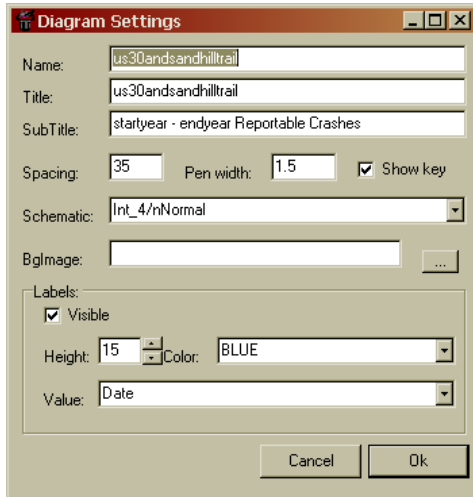 Diagram Settings
Name: us30andsandhilltrail
Title: us30andsandhilltrail
SubTitle: startyear - endyear Reportable Crashes
Spacing: 35 Pen width: 1.5 Show key
Schematic: Int_4/nNormal
BgImage: ...
Labels:
Visible
Height: 15 Color: BLUE
Value: Date
Cancel Ok